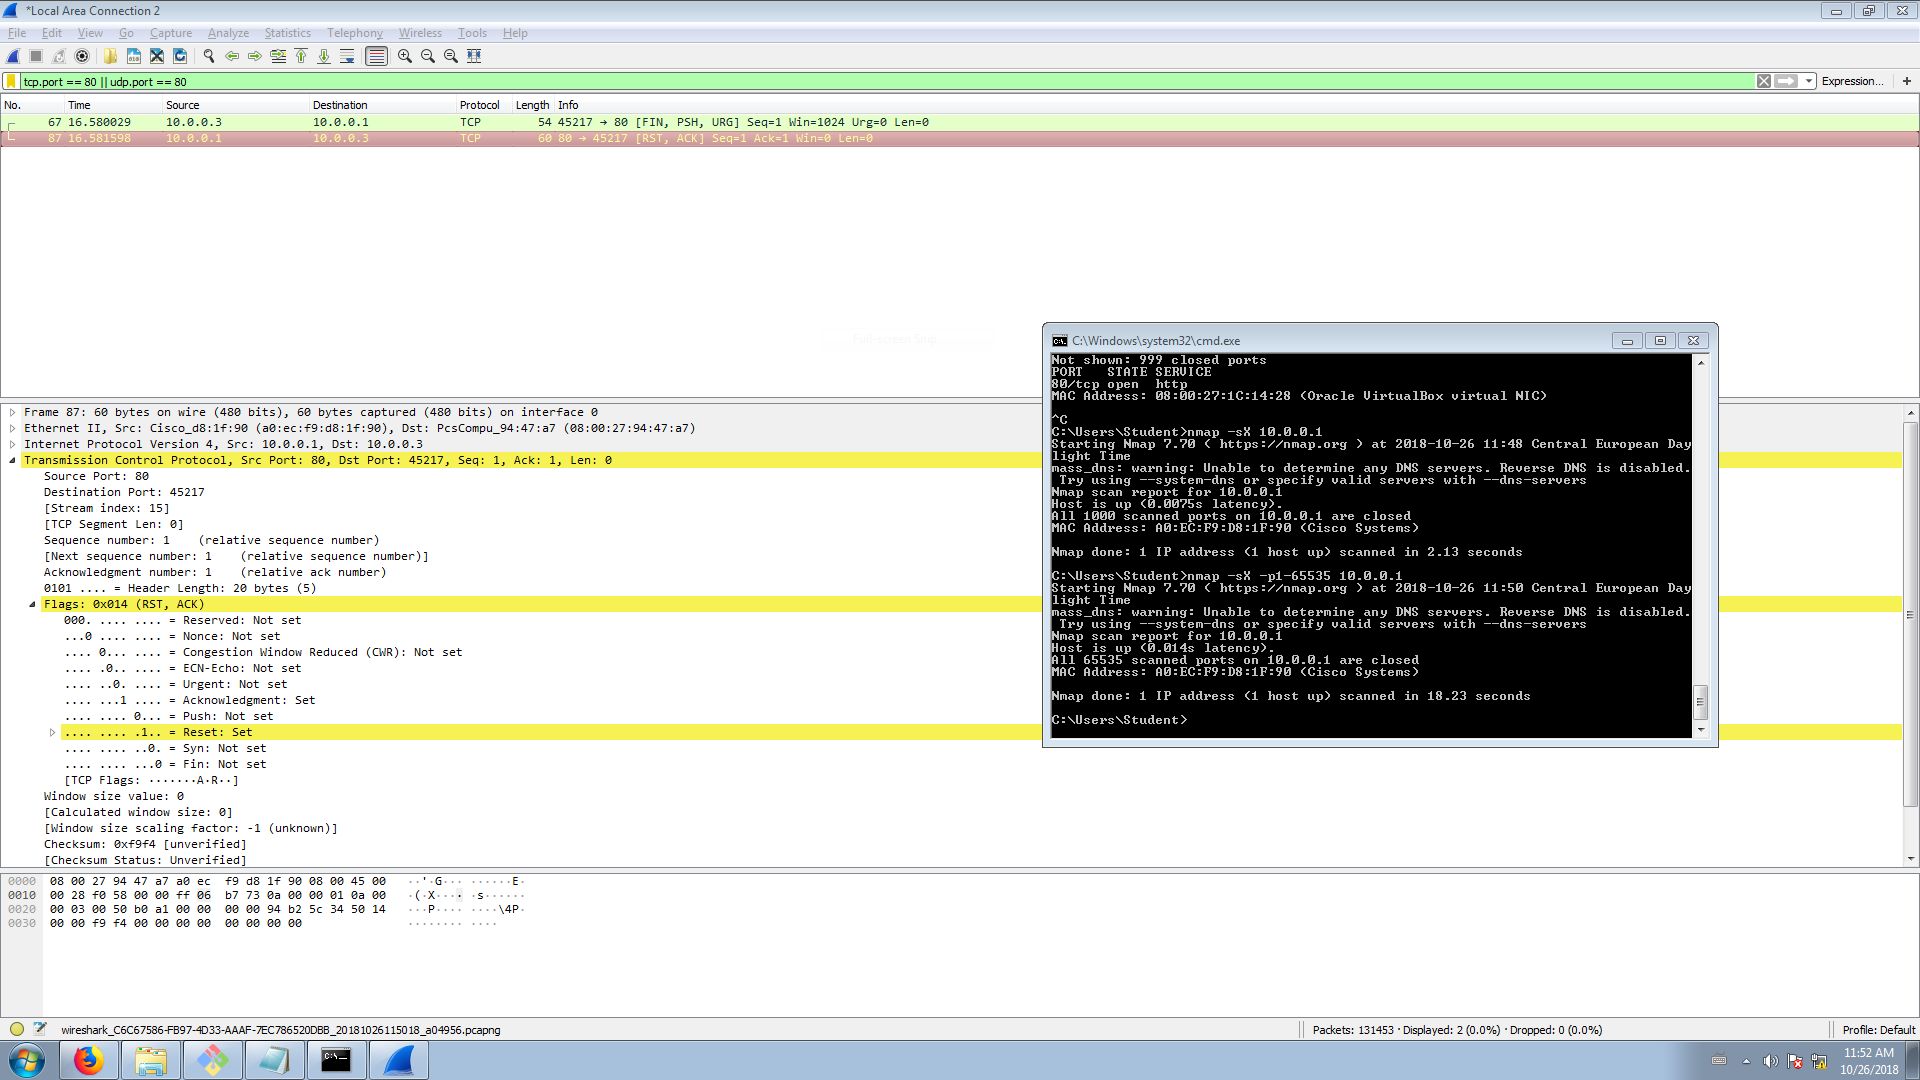 *Local Area Connection 2
File Edit View Go Capture Analyze Statistics Telephony Wireless Tools Help
tcp.port == 80 || udp.port == 80
Expression... +
No. Time Source Destination Protocol Length Info
67 16.580029 10.0.0.3 10.0.0.1 TCP 54 45217 → 80 [FIN, PSH, URG] Seq=1 Win=1024 Urg=0 Len=0
87 16.581598 10.0.0.1 10.0.0.3 TCP 60 80 → 45217 [RST, ACK] Seq=1 Ack=1 Win=0 Len=0
Frame 87: 60 bytes on wire (480 bits), 60 bytes captured (480 bits) on interface 0
Ethernet II, Src: Cisco_d8:1f:90 (a0:ec:f9:d8:1f:90), Dst: PcsCompu_94:47:a7 (08:00:27:94:47:a7)
Internet Protocol Version 4, Src: 10.0.0.1, Dst: 10.0.0.3
Transmission Control Protocol, Src Port: 80, Dst Port: 45217, Seq: 1, Ack: 1, Len: 0
Source Port: 80
Destination Port: 45217
[Stream index: 15]
[TCP Segment Len: 0]
Sequence number: 1 (relative sequence number)
[Next sequence number: 1 (relative sequence number)]
Acknowledgment number: 1 (relative ack number)
0101 .... = Header Length: 20 bytes (5)
Flags: 0x014 (RST, ACK)
000. .... .... = Reserved: Not set
...0 .... .... = Nonce: Not set
.... 0... .... = Congestion Window Reduced (CWR): Not set
.... .0.. .... = ECN-Echo: Not set
.... ..0. .... = Urgent: Not set
.... ...1 .... = Acknowledgment: Set
.... .... 0... = Push: Not set
.... .... .1.. = Reset: Set
.... .... ..0. = Syn: Not set
.... .... ...0 = Fin: Not set
[TCP Flags: ·······A·R··]
Window size value: 0
[Calculated window size: 0]
[Window size scaling factor: -1 (unknown)]
Checksum: 0xf9f4 [unverified]
[Checksum Status: Unverified]
C:\Windows\system32\cmd.exe
Not shown: 999 closed ports
PORT STATE SERVICE
80/tcp open http
MAC Address: 08:00:27:1C:14:28 (Oracle VirtualBox virtual NIC)
^C
C:\Users\Student>nmap -sX 10.0.0.1
Starting Nmap 7.70 ( https://nmap.org ) at 2018-10-26 11:48 Central European Day
light Time
mass_dns: warning: Unable to determine any DNS servers. Reverse DNS is disabled.
Try using --system-dns or specify valid servers with --dns-servers
Nmap scan report for 10.0.0.1
Host is up (0.0075s latency).
All 1000 scanned ports on 10.0.0.1 are closed
MAC Address: A0:EC:F9:D8:1F:90 (Cisco Systems)
Nmap done: 1 IP address (1 host up) scanned in 2.13 seconds
C:\Users\Student>nmap -sX -p1-65535 10.0.0.1
Starting Nmap 7.70 ( https://nmap.org ) at 2018-10-26 11:50 Central European Day
light Time
mass_dns: warning: Unable to determine any DNS servers. Reverse DNS is disabled.
Try using --system-dns or specify valid servers with --dns-servers
Nmap scan report for 10.0.0.1
Host is up (0.014s latency).
All 65535 scanned ports on 10.0.0.1 are closed
MAC Address: A0:EC:F9:D8:1F:90 (Cisco Systems)
Nmap done: 1 IP address (1 host up) scanned in 18.23 seconds
C:\Users\Student>
0000 08 00 27 94 47 a7 a0 ec f9 d8 1f 90 08 00 45 00 ··'·G··· ······E·
0010 00 28 f0 58 00 00 ff 06 b7 73 0a 00 00 01 0a 00 ·(·X···· ·s······
0020 00 03 00 50 b0 a1 00 00 00 00 94 b2 5c 34 50 14 ···P···· ····\4P·
0030 00 00 f9 f4 00 00 00 00 00 00 00 00 ········ ····
wireshark_C6C67586-FB97-4D33-AAAF-7EC786520DBB_20181026115018_a04956.pcapng
Packets: 131453 · Displayed: 2 (0.0%) · Dropped: 0 (0.0%)
Profile: Default
11:52 AM
10/26/2018